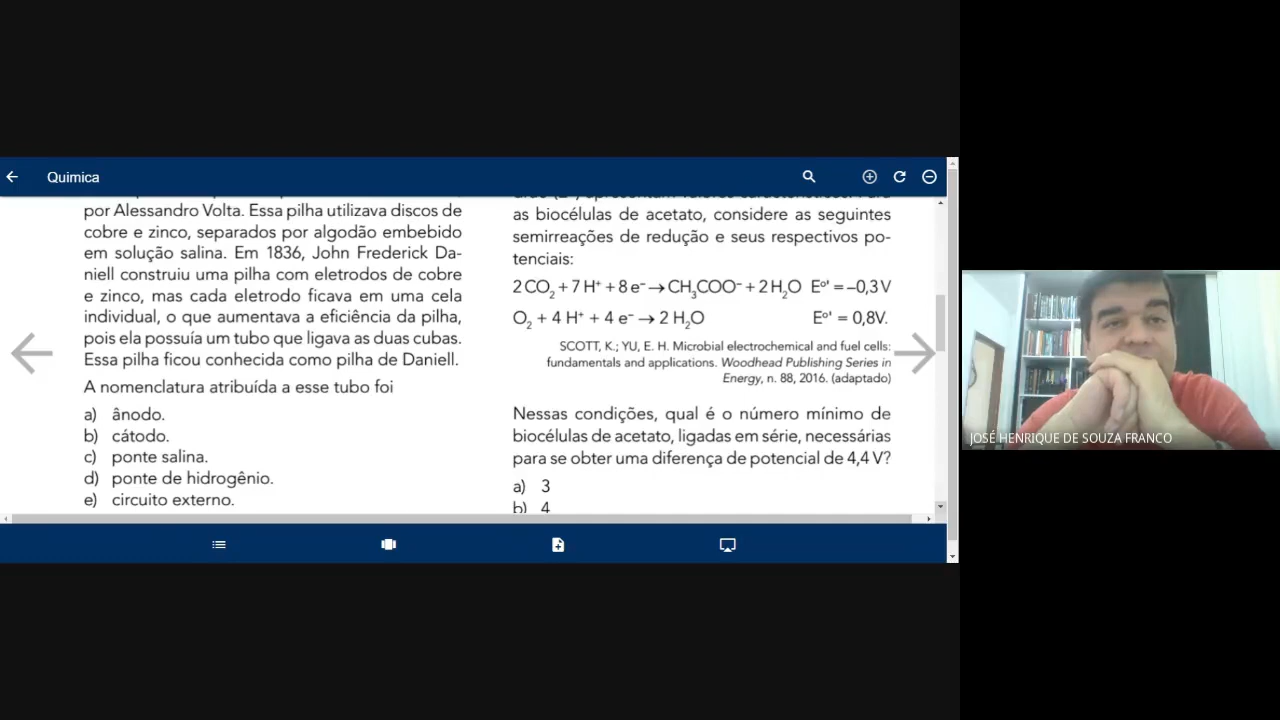 Quimica
por Alessandro Volta. Essa pilha utilizava discos de
cobre e zinco, separados por algodão embebido
em solução salina. Em 1836, John Frederick Da-
niell construiu uma pilha com eletrodos de cobre
e zinco, mas cada eletrodo ficava em uma cela
individual, o que aumentava a eficiência da pilha,
pois ela possuía um tubo que ligava as duas cubas.
Essa pilha ficou conhecida como pilha de Daniell.
A nomenclatura atribuída a esse tubo foi
a) ânodo.
b) cátodo.
c) ponte salina.
d) ponte de hidrogênio.
e) circuito externo.
as biocélulas de acetato, considere as seguintes
semirreações de redução e seus respectivos po-
tenciais:
2 CO₂ + 7 H⁺ + 8 e⁻ → CH₃COO⁻ + 2 H₂O E°' = –0,3 V
O₂ + 4 H⁺ + 4 e⁻ → 2 H₂O E°' = 0,8V.
SCOTT, K.; YU, E. H. Microbial electrochemical and fuel cells:
fundamentals and applications. Woodhead Publishing Series in
Energy, n. 88, 2016. (adaptado)
Nessas condições, qual é o número mínimo de
biocélulas de acetato, ligadas em série, necessárias
para se obter uma diferença de potencial de 4,4 V?
a) 3
b) 4
JOSÉ HENRIQUE DE SOUZA FRANCO